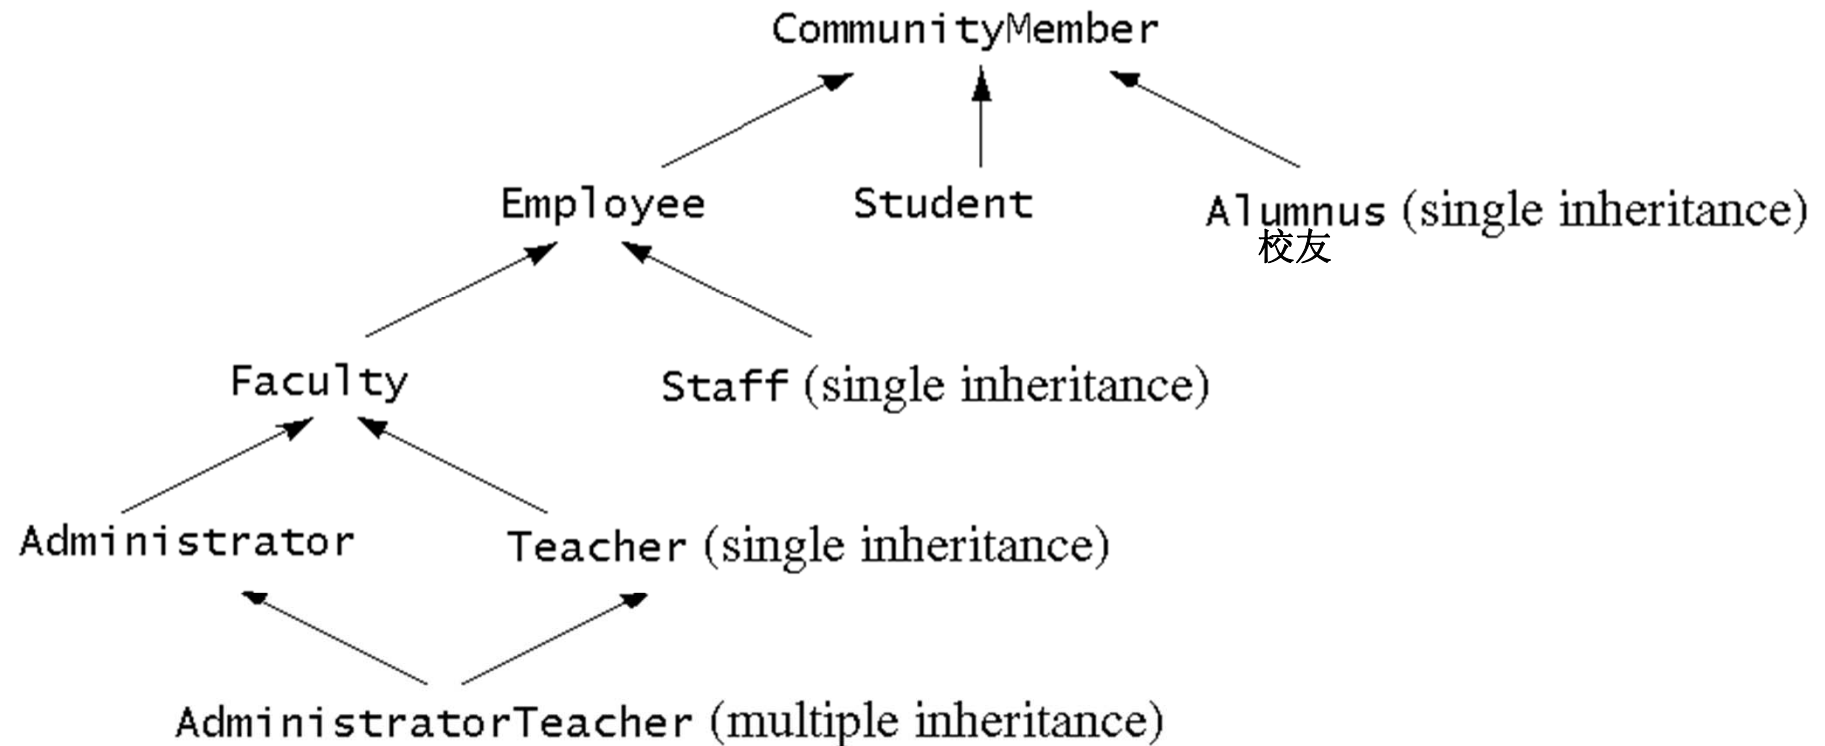 CommunityMember
Employee
Student
Alumnus (single inheritance)
校友
Faculty
Staff (single inheritance)
Administrator
Teacher (single inheritance)
AdministratorTeacher (multiple inheritance)